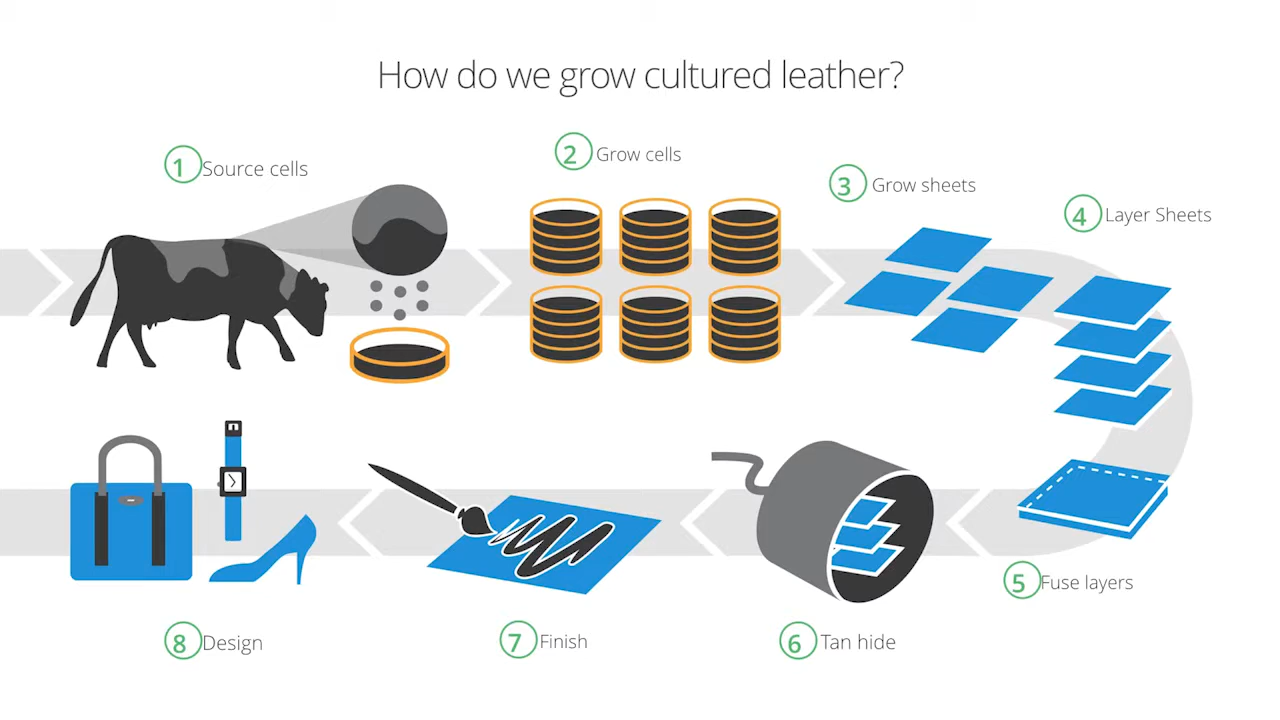 How do we grow cultured leather?
1 Source cells
2 Grow cells
3 Grow sheets
4 Layer Sheets
5 Fuse layers
6 Tan hide
7 Finish
8 Design